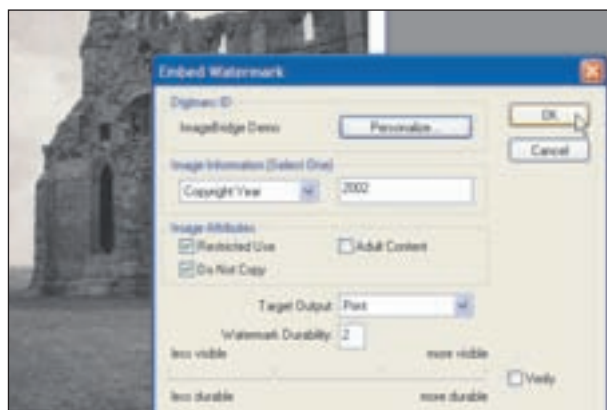 Embed Watermark
Digimarc ID
ImageBridge Demo
Personalize...
OK
Cancel
Image Information (Select One)
Copyright Year
2002
Image Attributes
Restricted Use
Adult Content
Do Not Copy
Target Output: Print
Watermark Durability: 2
less visible
more visible
Verify
less durable
more durable